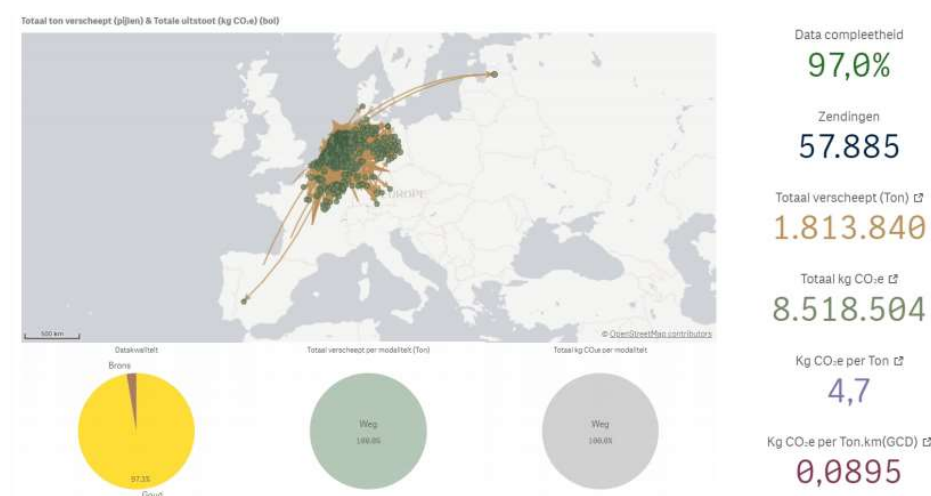 Totaal ton verscheept (pijlen) & Totale uitstoot (kg CO₂e) (bol)
EUROPE
500 km
© OpenStreetMap contributors
Datakwaliteit
Brons
97.3%
Goud
Totaal verscheept per modaliteit (Ton)
Weg
100.0%
Totaal kg CO₂e per modaliteit
Weg
100.0%
Data compleetheid
97,0%
Zendingen
57.885
Totaal verscheept (Ton)
1.813.840
Totaal kg CO₂e
8.518.504
Kg CO₂e per Ton
4,7
Kg CO₂e per Ton.km(GCD)
0,0895